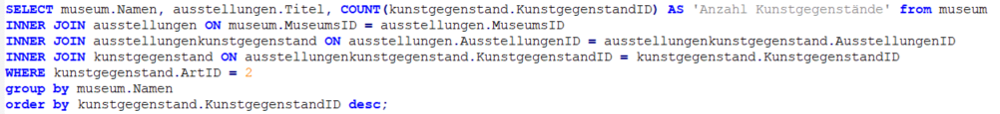 SELECT museum.Namen, ausstellungen.Titel, COUNT(kunstgegenstand.KunstgegenstandID) AS 'Anzahl Kunstgegenstände' from museum
INNER JOIN ausstellungen ON museum.MuseumsID = ausstellungen.MuseumsID
INNER JOIN ausstellungenkunstgegenstand ON ausstellungen.AusstellungenID = ausstellungenkunstgegenstand.AusstellungenID
INNER JOIN kunstgegenstand ON ausstellungenkunstgegenstand.KunstgegenstandID = kunstgegenstand.KunstgegenstandID
WHERE kunstgegenstand.ArtID = 2
group by museum.Namen
order by kunstgegenstand.KunstgegenstandID desc;